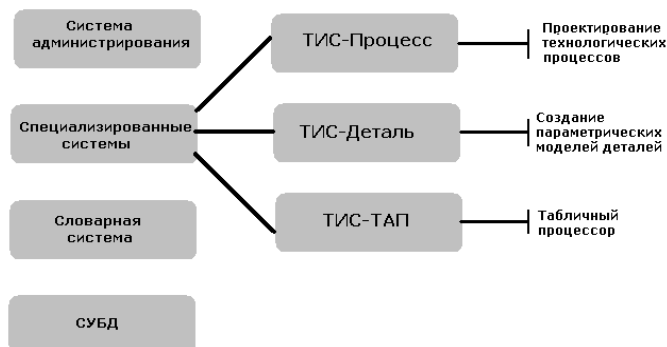 Система
администрирования
ТИС-Процесс
Проектирование
технологических
процессов
Специализированные
системы
ТИС-Деталь
Создание
параметрических
моделей деталей
Словарная
система
ТИС-ТАП
Табличный
процессор
СУБД